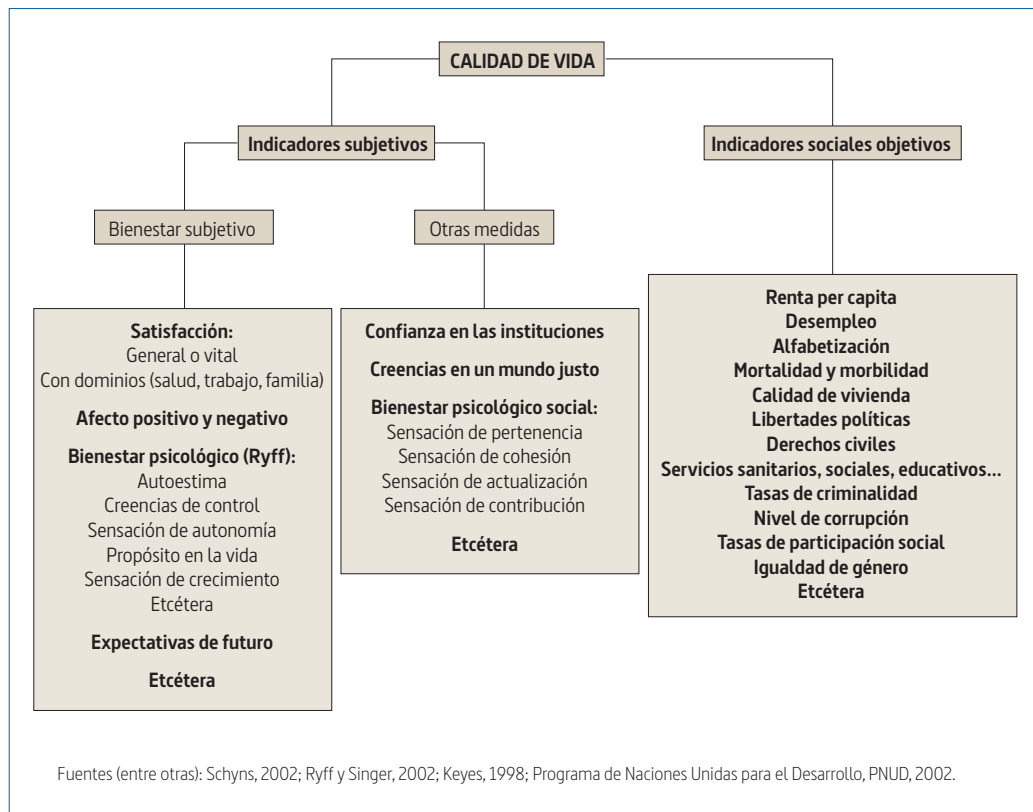 CALIDAD DE VIDA
Indicadores subjetivos
Indicadores sociales objetivos
Bienestar subjetivo
Otras medidas
Satisfacción:
General o vital
Con dominios (salud, trabajo, familia)
Afecto positivo y negativo
Bienestar psicológico (Ryff):
Autoestima
Creencias de control
Sensación de autonomía
Propósito en la vida
Sensación de crecimiento
Etcétera
Expectativas de futuro
Etcétera
Confianza en las instituciones
Creencias en un mundo justo
Bienestar psicológico social:
Sensación de pertenencia
Sensación de cohesión
Sensación de actualización
Sensación de contribución
Etcétera
Renta per capita
Desempleo
Alfabetización
Mortalidad y morbilidad
Calidad de vivienda
Libertades políticas
Derechos civiles
Servicios sanitarios, sociales, educativos...
Tasas de criminalidad
Nivel de corrupción
Tasas de participación social
Igualdad de género
Etcétera
Fuentes (entre otras): Schyns, 2002; Ryff y Singer, 2002; Keyes, 1998; Programa de Naciones Unidas para el Desarrollo, PNUD, 2002.